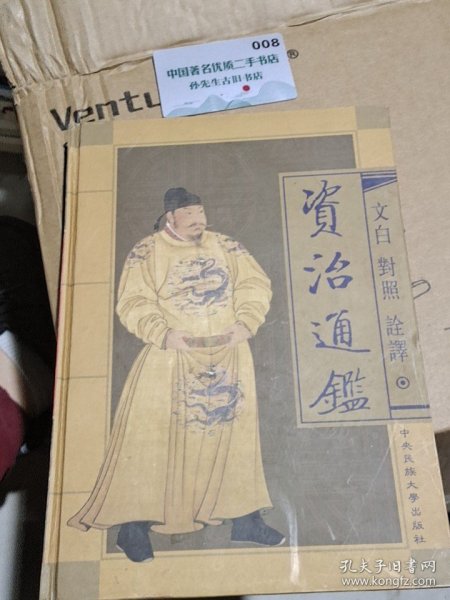 008
中国著名优质二手书店
孙先生古旧书店
Ventu
®
資治通鑑
文白 對照 詮譯
中央民族大學出版社
孔夫子旧书网
www.kongfz.com